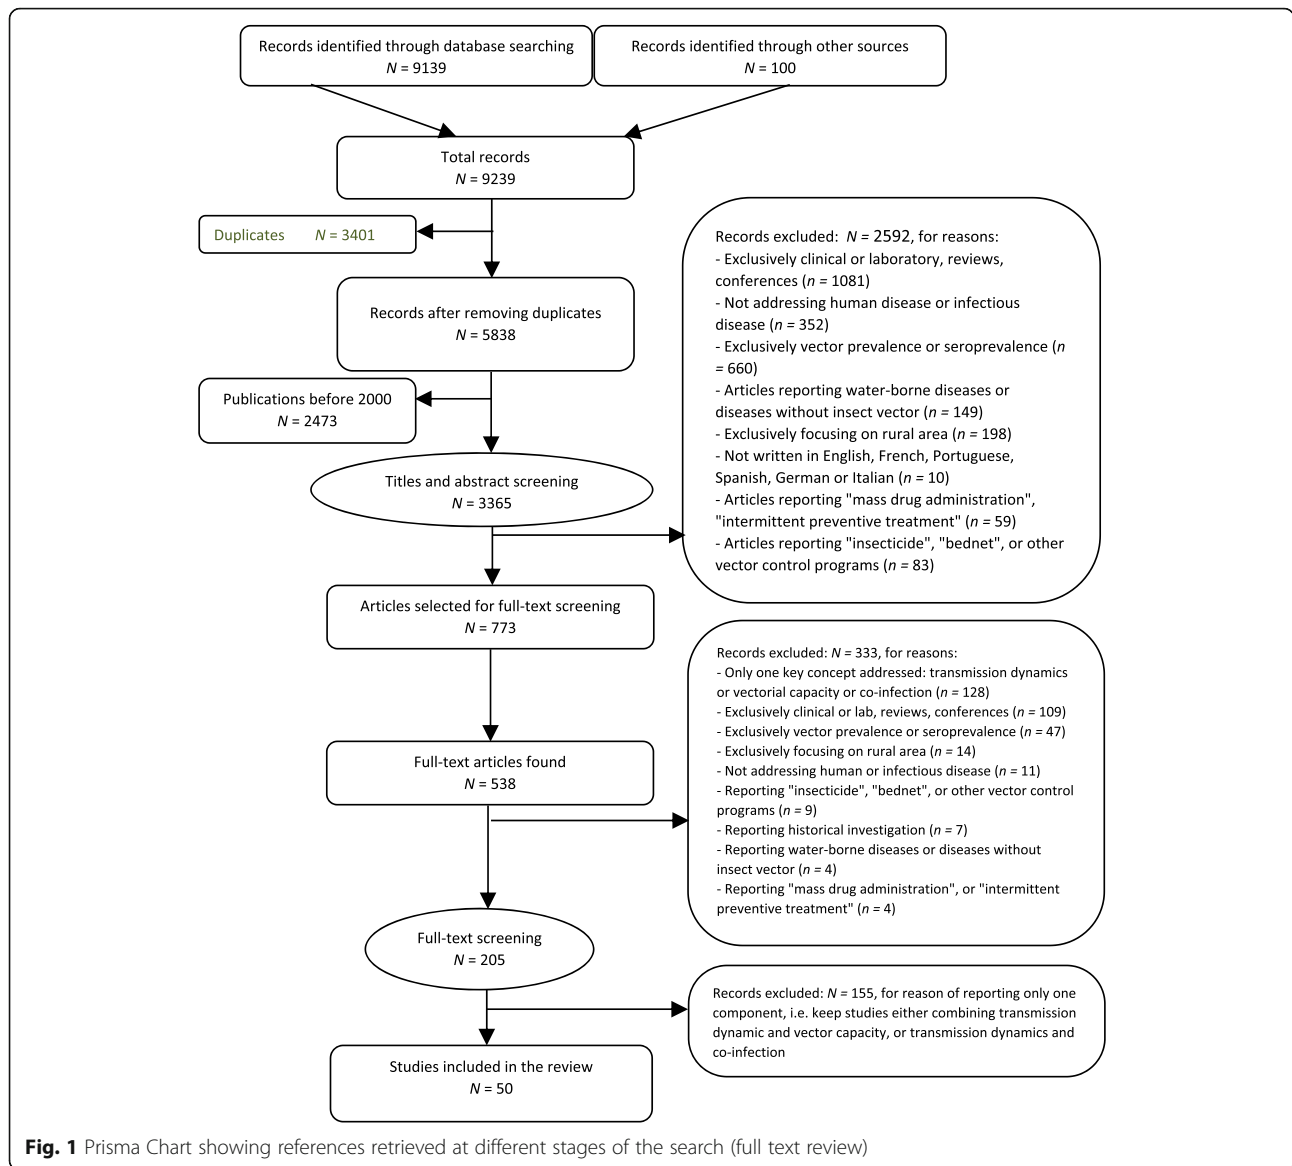 Records identified through database searching
N = 9139
Records identified through other sources
N = 100
Total records
N = 9239
Duplicates N = 3401
Records after removing duplicates
N = 5838
Publications before 2000
N = 2473
Titles and abstract screening
N = 3365
Records excluded: N = 2592, for reasons:
- Exclusively clinical or laboratory, reviews,
conferences (n = 1081)
- Not addressing human disease or infectious
disease (n = 352)
- Exclusively vector prevalence or seroprevalence (n
= 660)
- Articles reporting water-borne diseases or
diseases without insect vector (n = 149)
- Exclusively focusing on rural area (n = 198)
- Not written in English, French, Portuguese,
Spanish, German or Italian (n = 10)
- Articles reporting "mass drug administration",
"intermittent preventive treatment" (n = 59)
- Articles reporting "insecticide", "bednet", or other
vector control programs (n = 83)
Articles selected for full-text screening
N = 773
Full-text articles found
N = 538
Records excluded: N = 333, for reasons:
- Only one key concept addressed: transmission dynamics
or vectorial capacity or co-infection (n = 128)
- Exclusively clinical or lab, reviews, conferences (n = 109)
- Exclusively vector prevalence or seroprevalence (n = 47)
- Exclusively focusing on rural area (n = 14)
- Not addressing human or infectious disease (n = 11)
- Reporting "insecticide", "bednet", or other vector control
programs (n = 9)
- Reporting historical investigation (n = 7)
- Reporting water-borne diseases or diseases without
insect vector (n = 4)
- Reporting "mass drug administration", or "intermittent
preventive treatment" (n = 4)
Full-text screening
N = 205
Records excluded: N = 155, for reason of reporting only one
component, i.e. keep studies either combining transmission
dynamic and vector capacity, or transmission dynamics and
co-infection
Studies included in the review
N = 50
Fig. 1 Prisma Chart showing references retrieved at different stages of the search (full text review)